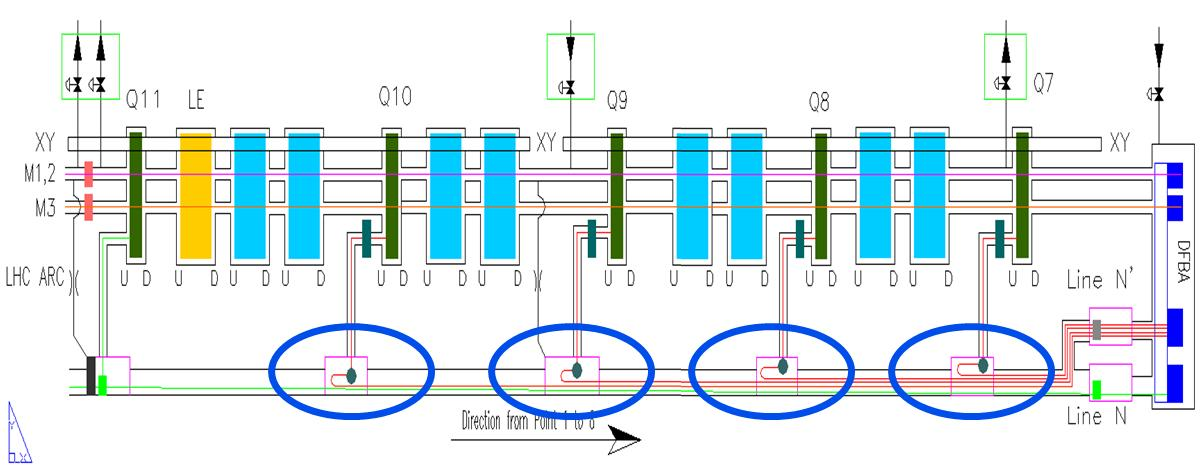 Q11 LE Q10 Q9 Q8 Q7
XY XY XY
M1,2
M3
LHC ARC
U D U D U D U D U D U D U D U D U D U D U D U D U D
DFBA
Line N'
Line N
Direction from Point 1 to 8